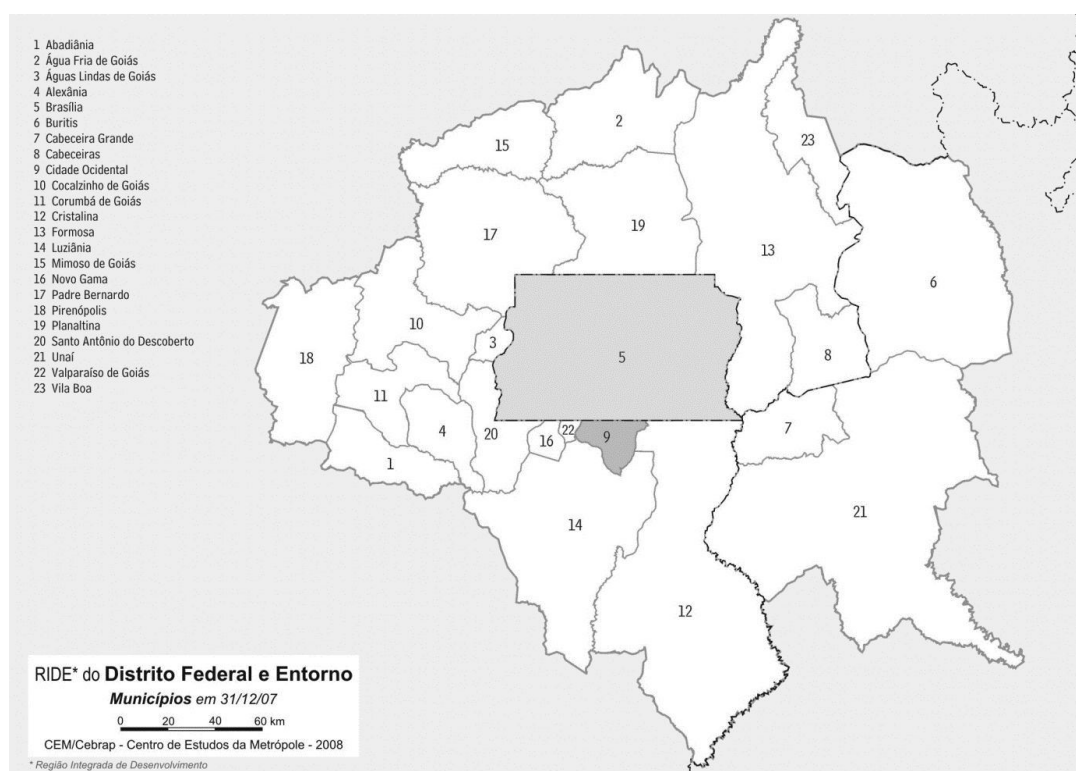 1 Abadiânia
2 Água Fria de Goiás
3 Águas Lindas de Goiás
4 Alexânia
5 Brasília
6 Buritis
7 Cabeceira Grande
8 Cabeceiras
9 Cidade Ocidental
10 Cocalzinho de Goiás
11 Corumbá de Goiás
12 Cristalina
13 Formosa
14 Luziânia
15 Mimoso de Goiás
16 Novo Gama
17 Padre Bernardo
18 Pirenópolis
19 Planaltina
20 Santo Antônio do Descoberto
21 Unaí
22 Valparaíso de Goiás
23 Vila Boa
2
15
23
19
17
13
6
10
3
5
8
18
11
4
20
16
22
9
7
1
14
21
12
RIDE* do Distrito Federal e Entorno
Municípios em 31/12/07
0 20 40 60 km
CEM/Cebrap - Centro de Estudos da Metrópole - 2008
* Região Integrada de Desenvolvimento